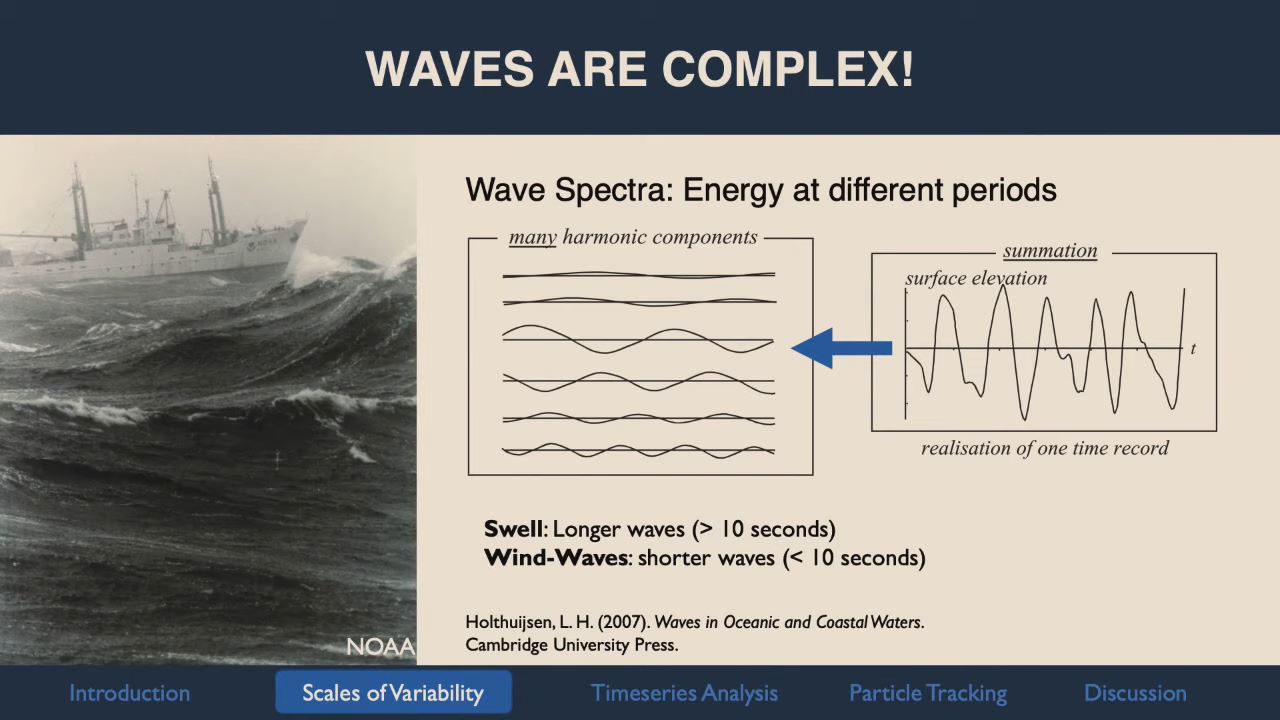 WAVES ARE COMPLEX!
Wave Spectra: Energy at different periods
many harmonic components
summation
surface elevation
t
realisation of one time record
Swell: Longer waves (> 10 seconds)
Wind-Waves: shorter waves (< 10 seconds)
Holthuijsen, L. H. (2007). Waves in Oceanic and Coastal Waters.
Cambridge University Press.
NOAA
NOAA
Introduction
Scales of Variability
Timeseries Analysis
Particle Tracking
Discussion